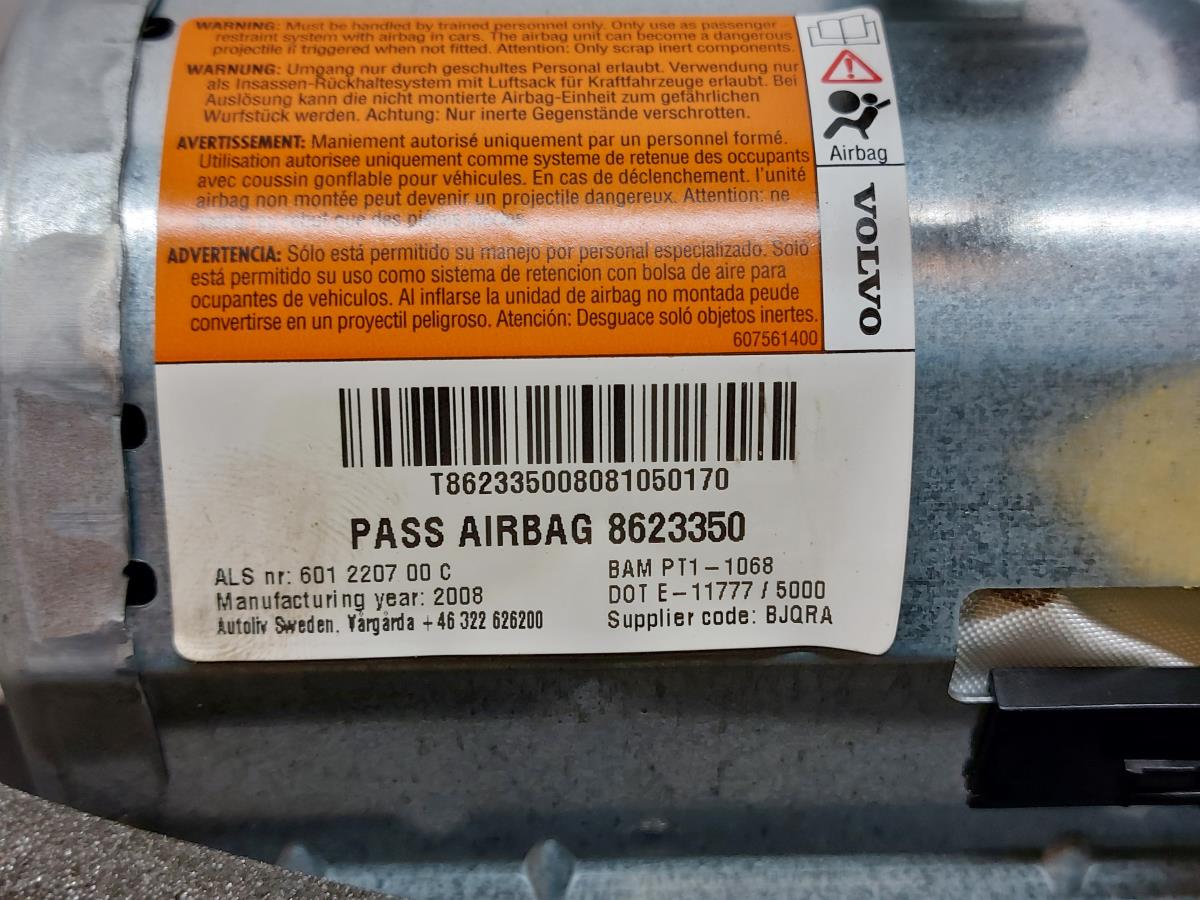 WARNING: Must be handled by trained personnel only. Only use as passenger
restraint system with airbag in cars. The airbag unit can become a dangerous
projectile if triggered when not fitted. Attention: Only scrap inert components.
WARNUNG: Umgang nur durch geschultes Personal erlaubt. Verwendung nur
als Insassen-Rückhaltesystem mit Luftsack für Kraftfahrzeuge erlaubt. Bei
Auslösung kann die nicht montierte Airbag-Einheit zum gefährlichen
Wurfstück werden. Achtung: Nur inerte Gegenstände verschrotten.
AVERTISSEMENT: Maniement autorisé uniquement par un personnel formé.
Utilisation autorisee uniquement comme systeme de retenue des occupants
avec coussin gonflable pour véhicules. En cas de déclenchement. l'unité
airbag non montée peut devenir un projectile dangereux. Attention: ne
que des
ADVERTENCIA: Sólo está permitido su manejo por personal especializado. Soló
está permitido su uso como sistema de retencion con bolsa de aire para
ocupantes de vehiculos. Al inflarse la unidad de airbag no montada peude
convertirse en un proyectil peligroso. Atención: Desguace soló objetos inertes.
607561400
Airbag
VOLVO
T862335008081050170
PASS AIRBAG 8623350
ALS nr: 601 2207 00 C
Manufacturing year: 2008
Autoliv Sweden, Vårgårda +46 322 626200
BAM PT1-1068
DOT E-11777 / 5000
Supplier code: BJQRA